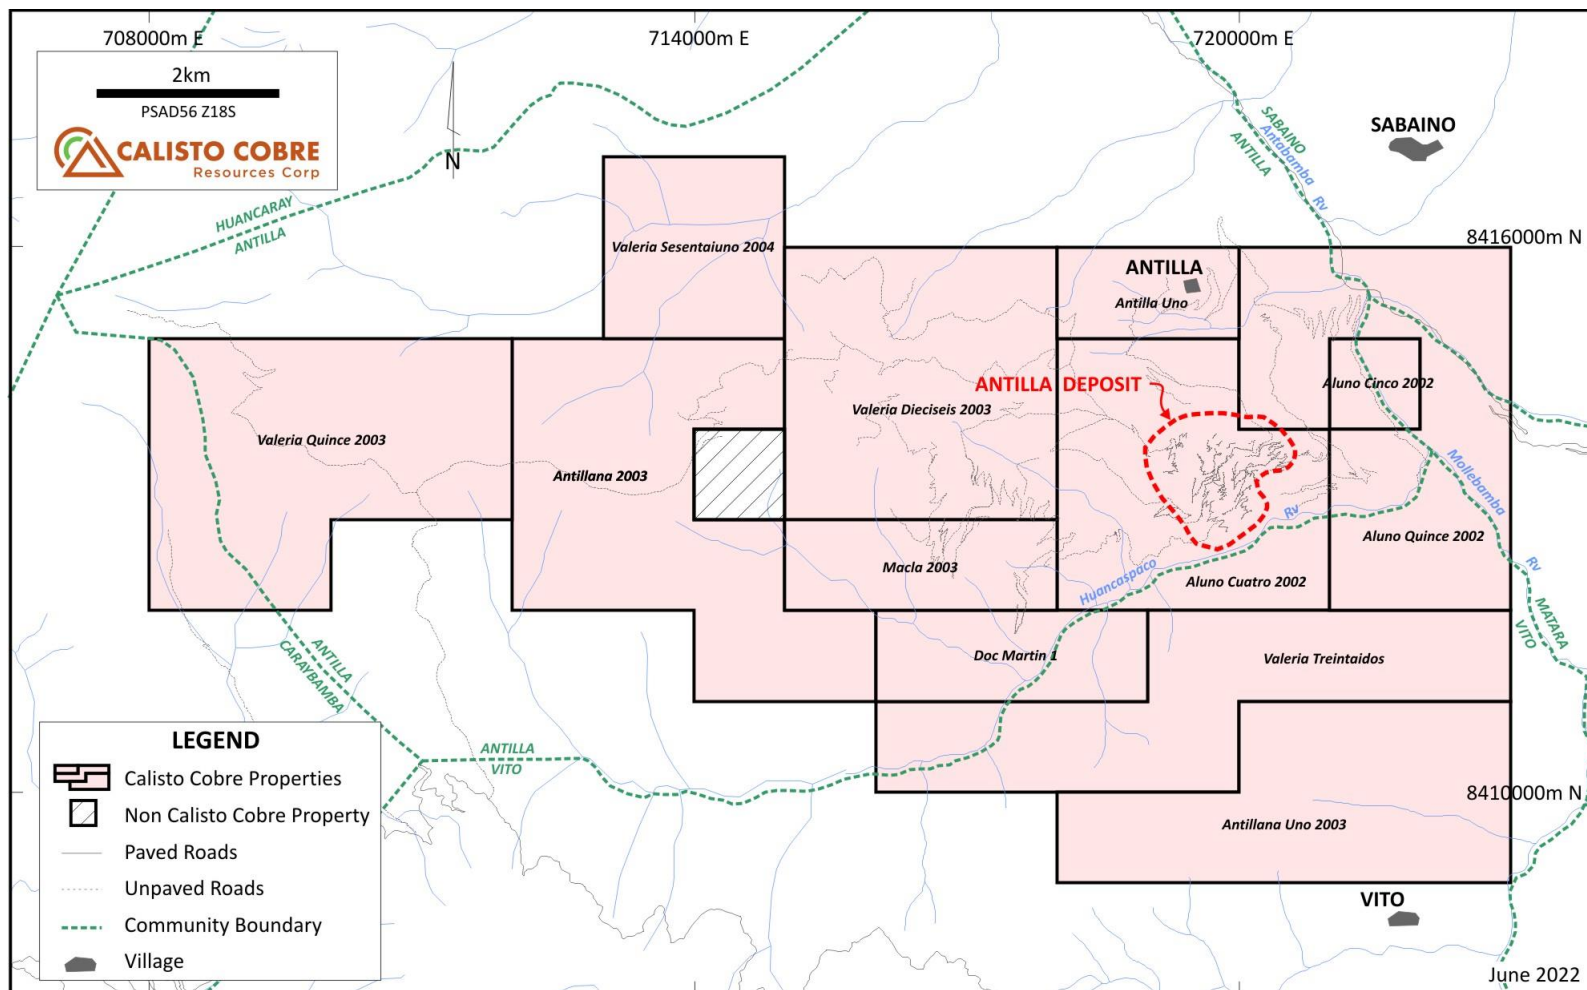 708000m E
714000m E
720000m E
2km
PSAD56 Z18S
CALISTO COBRE
Resources Corp
N
SABAINO
ANTILLA
Antabamba
Rv
SABAINO
HUANCARAY
ANTILLA
Valeria Sesentaiuno 2004
8416000m N
ANTILLA
Antilla Uno
ANTILLA DEPOSIT
Aluno Cinco 2002
Valeria Dieciseis 2003
Valeria Quince 2003
Antillana 2003
Mollebamba
Rv
Rv
Huancaspaco
Aluno Quince 2002
Macla 2003
Aluno Cuatro 2002
MATARA
VITO
ANTILLA
CARAYBAMBA
Doc Martin 1
Valeria Treintaidos
ANTILLA
VITO
8410000m N
Antillana Uno 2003
VITO
LEGEND
Calisto Cobre Properties
Non Calisto Cobre Property
Paved Roads
Unpaved Roads
Community Boundary
Village
June 2022